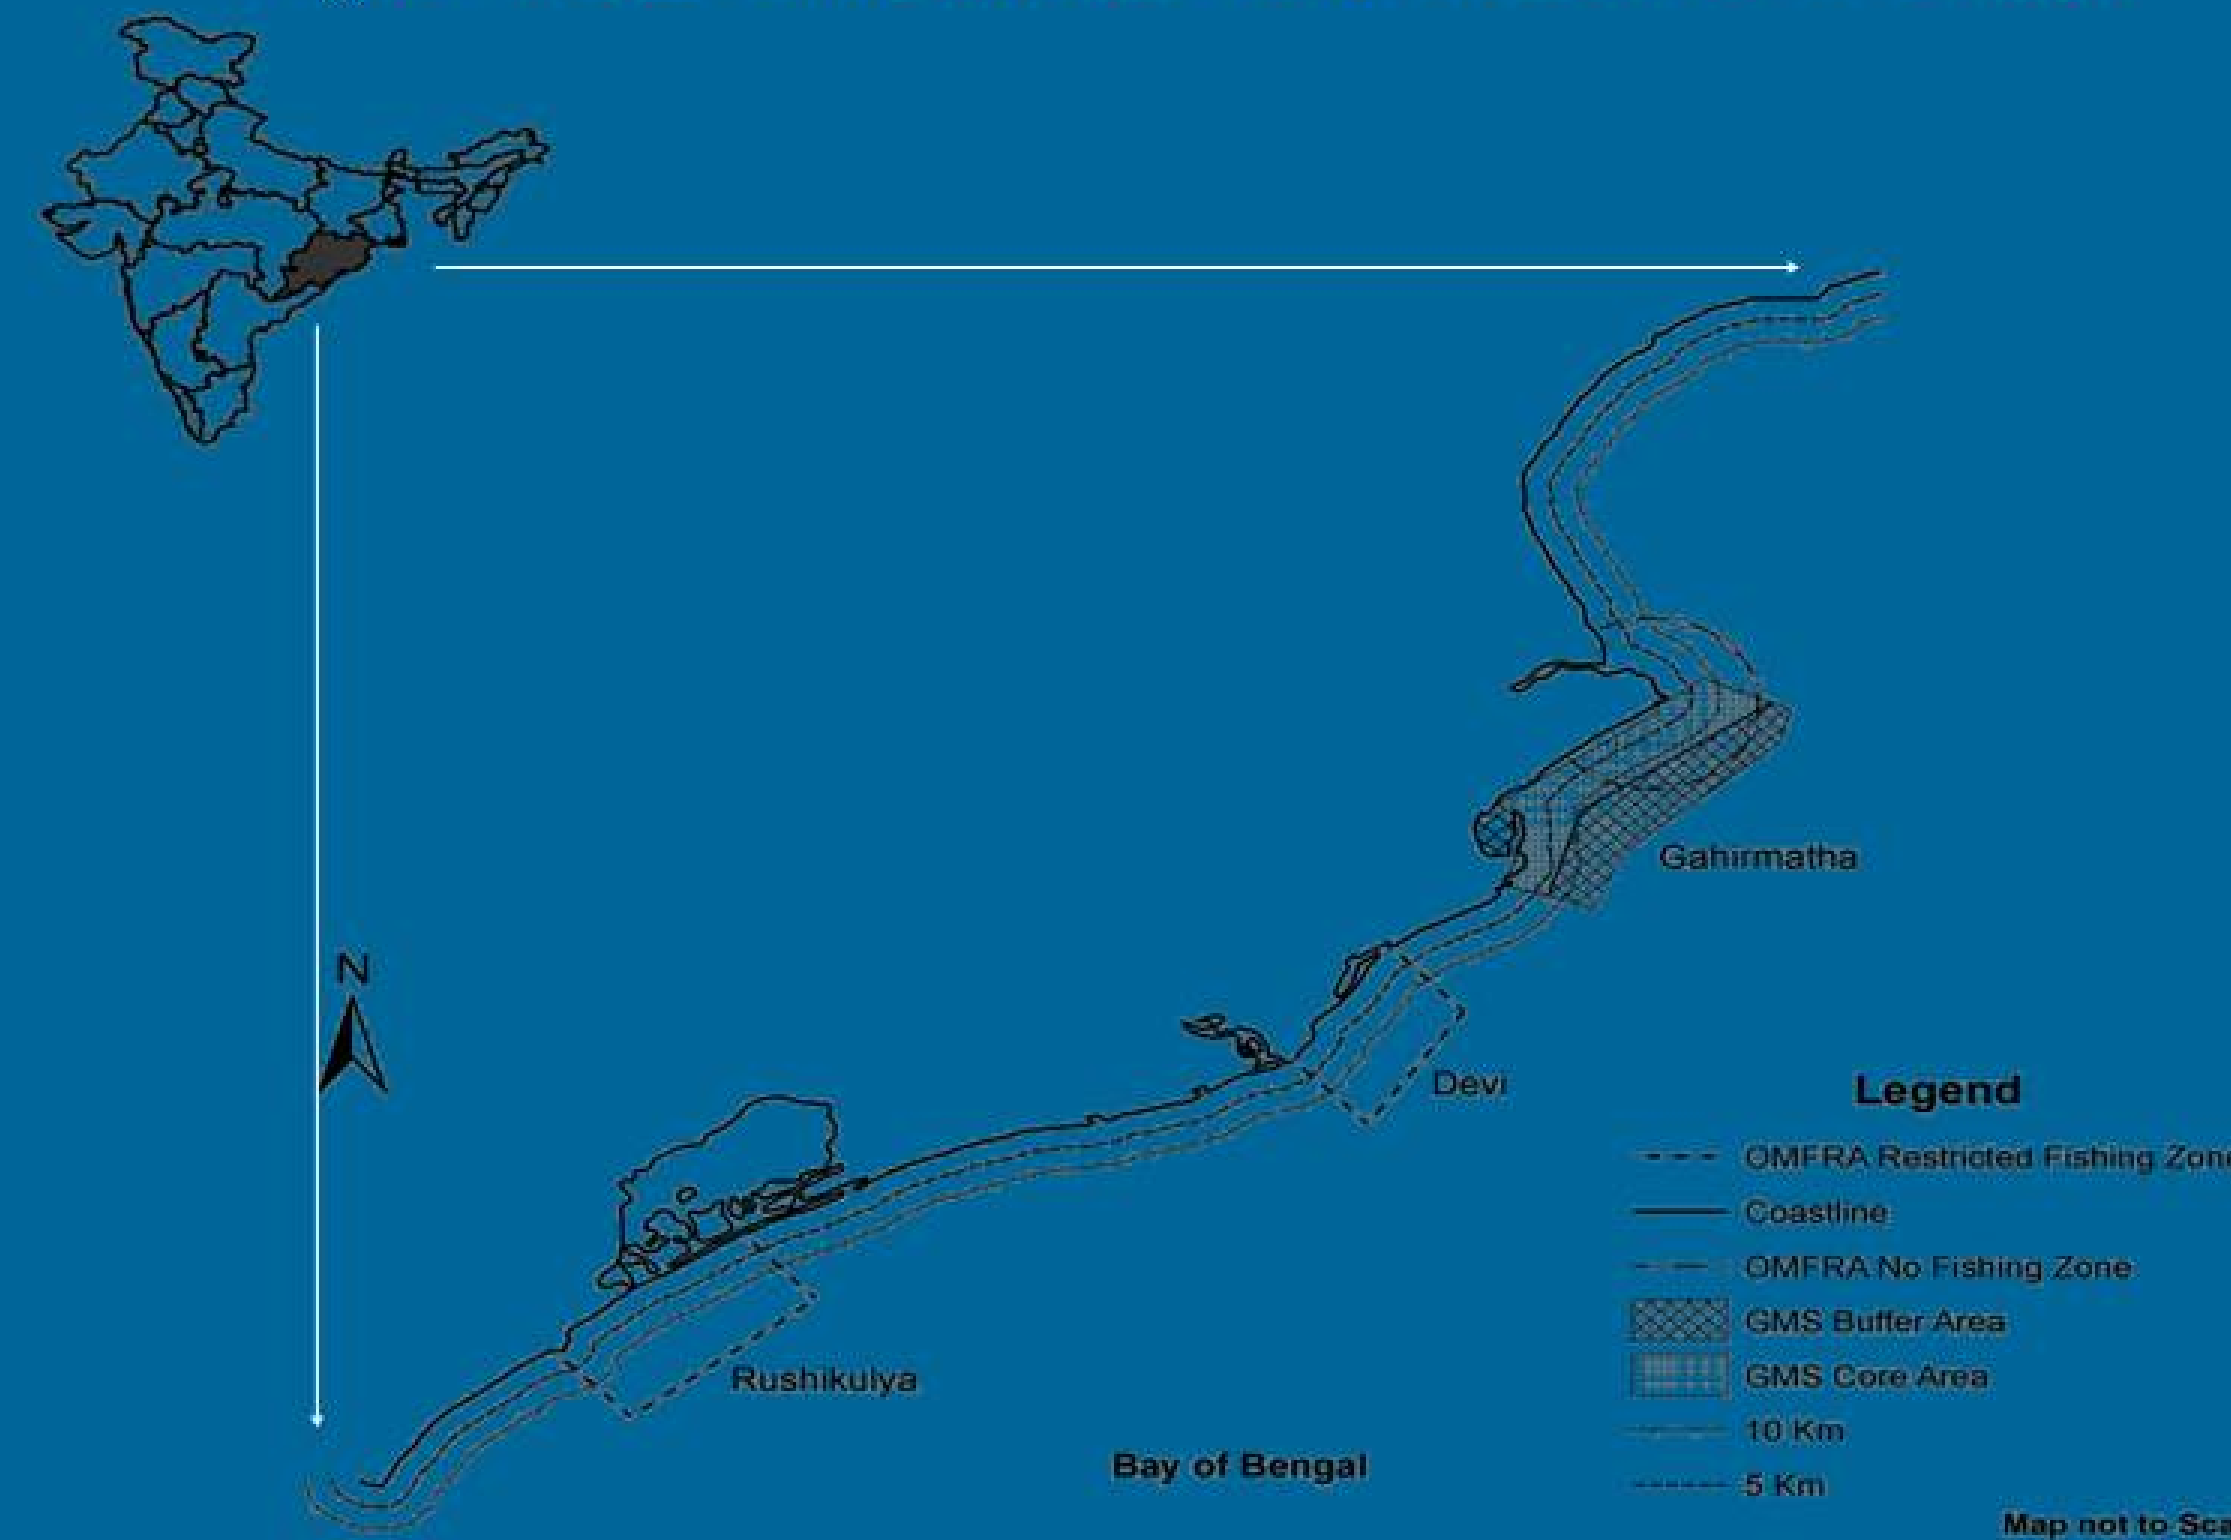 N
Gahirmatha
Devi
Rushikulya
Bay of Bengal
Legend
OMFRA Restricted Fishing Zone
Coastline
OMFRA No Fishing Zone
GMS Buffer Area
GMS Core Area
10 Km
5 Km
Map not to Sca